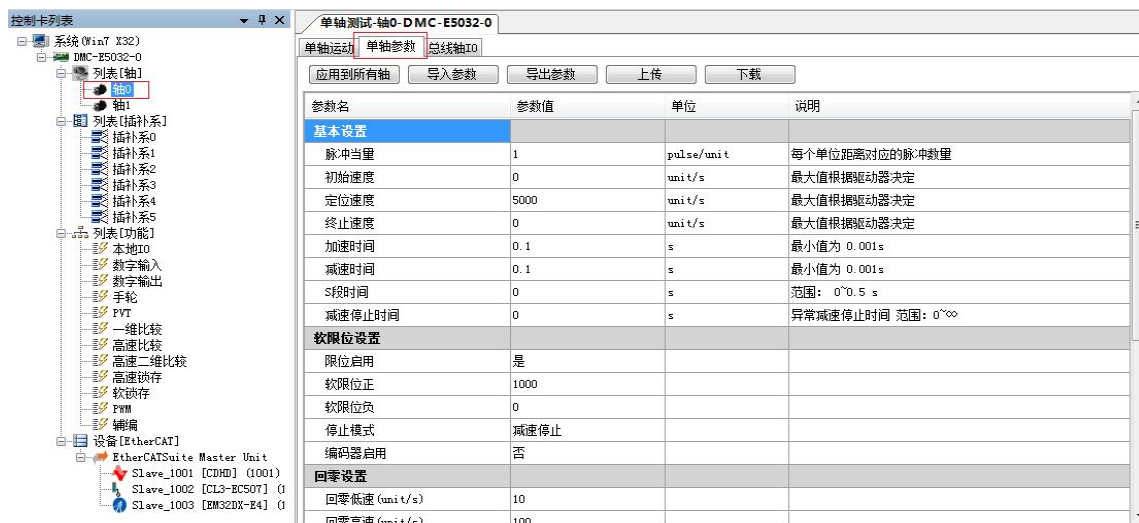 控制卡列表
系统(Win7 X32)
DMC-E5032-0
列表[轴]
轴0
轴1
列表[插补系]
插补系0
插补系1
插补系2
插补系3
插补系4
插补系5
列表[功能]
本地IO
数字输入
数字输出
手轮
PVT
一维比较
高速比较
高速二维比较
高速锁存
软锁存
PWM
辅编
设备[EtherCAT]
EtherCATSuite Master Unit
Slave_1001 [CDHD] (1001)
Slave_1002 [CL3-EC507] (1
Slave_1003 [EM32DX-E4] (1
单轴测试-轴0-DMC-E5032-0
单轴运动 单轴参数 总线轴IO
应用到所有轴 导入参数 导出参数 上传 下载
参数名 参数值 单位 说明
基本设置
脉冲当量 1 pulse/unit 每个单位距离对应的脉冲数量
初始速度 0 unit/s 最大值根据驱动器决定
定位速度 5000 unit/s 最大值根据驱动器决定
终止速度 0 unit/s 最大值根据驱动器决定
加速时间 0.1 s 最小值为 0.001s
减速时间 0.1 s 最小值为 0.001s
S段时间 0 s 范围: 0~0.5 s
减速停止时间 0 s 异常减速停止时间 范围:0~∞
软限位设置
限位启用 是
软限位正 1000
软限位负 0
停止模式 减速停止
编码器启用 否
回零设置
回零低速(unit/s) 10
回零高速(unit/s) 100